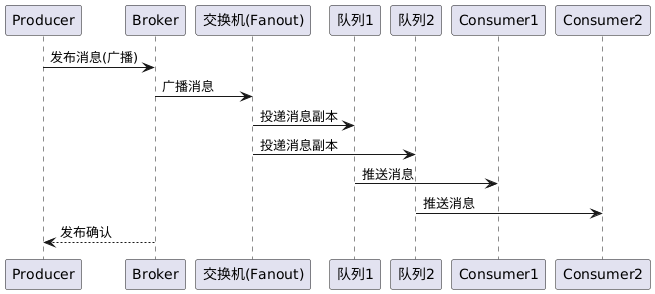 Producer Broker 交换机(Fanout) 队列1 队列2 Consumer1 Consumer2
发布消息(广播)
广播消息
投递消息副本
投递消息副本
推送消息
推送消息
发布确认
Producer Broker 交换机(Fanout) 队列1 队列2 Consumer1 Consumer2